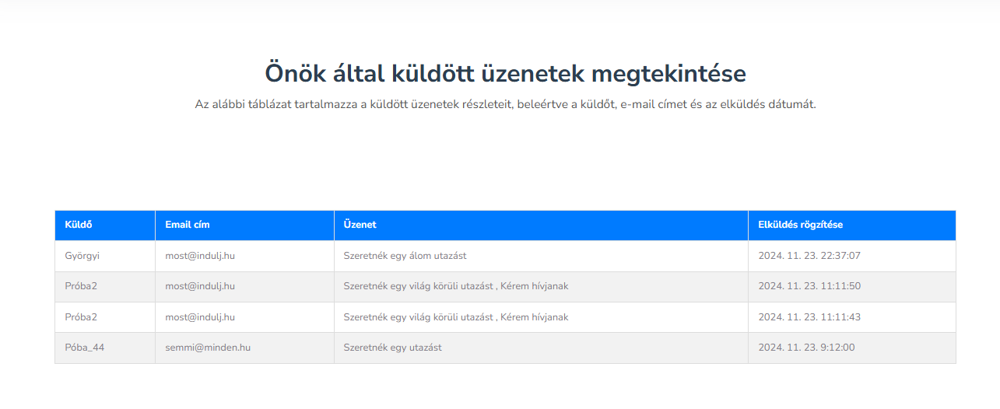 Önök által küldött üzenetek megtekintése
Az alábbi táblázat tartalmazza a küldött üzenetek részleteit, beleértve a küldőt, e-mail címet és az elküldés dátumát.
Küldő Email cím Üzenet Elküldés rögzítése
Györgyi most@indulj.hu Szeretnék egy álom utazást 2024. 11. 23. 22:37:07
Próba2 most@indulj.hu Szeretnék egy világ körüli utazást , Kérem hívjanak 2024. 11. 23. 11:11:50
Próba2 most@indulj.hu Szeretnék egy világ körüli utazást , Kérem hívjanak 2024. 11. 23. 11:11:43
Póba_44 semmi@minden.hu Szeretnék egy utazást 2024. 11. 23. 9:12:00